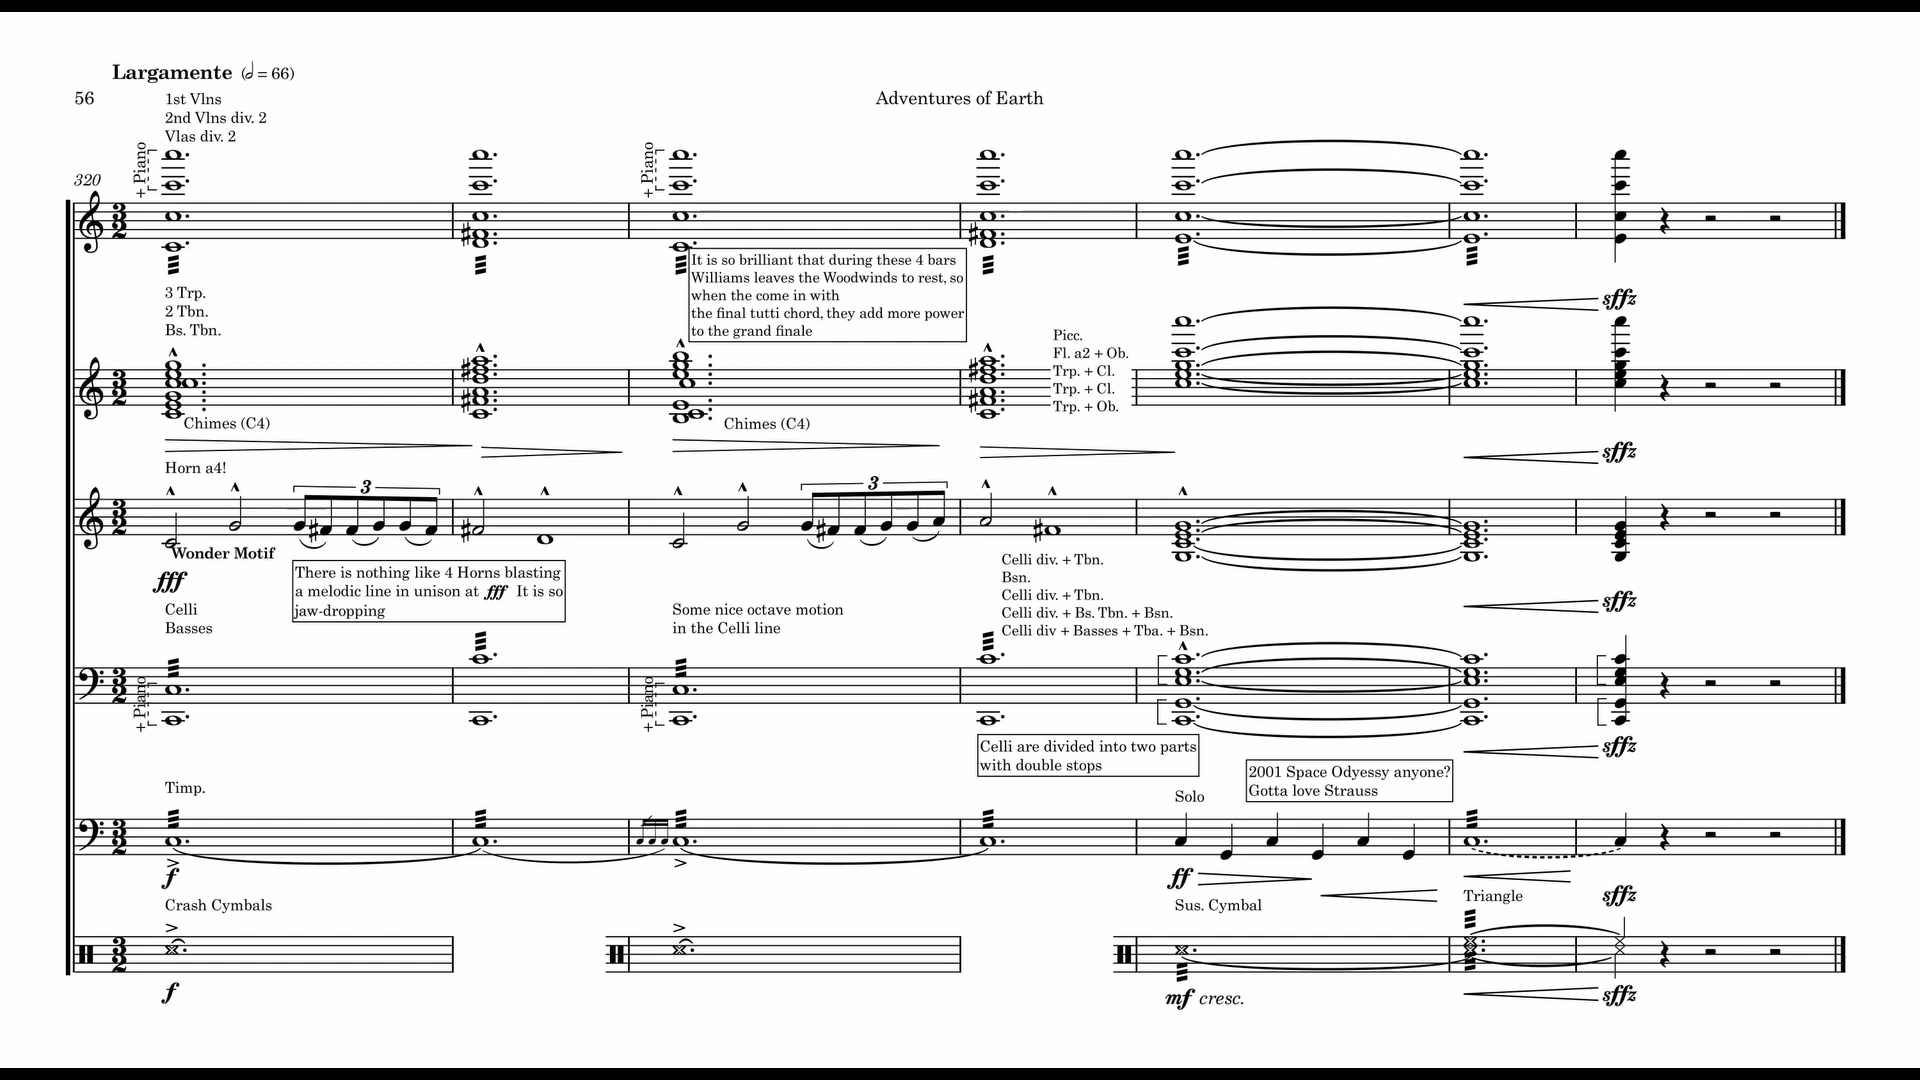 Largamente (𝅗𝅥 = 66)
56
Adventures of Earth
1st Vlns
2nd Vlns div. 2
Vlas div. 2
+ Piano
+ Piano
320
It is so brilliant that during these 4 bars
Williams leaves the Woodwinds to rest, so
when the come in with
the final tutti chord, they add more power
to the grand finale
sffz
3 Trp.
2 Tbn.
Bs. Tbn.
Picc.
Fl. a2 + Ob.
Trp. + Cl.
Trp. + Cl.
Trp. + Ob.
Chimes (C4)
Chimes (C4)
sffz
Horn a4!
3
3
Wonder Motif
fff
There is nothing like 4 Horns blasting
a melodic line in unison at fff It is so
jaw-dropping
sffz
Celli
Basses
Some nice octave motion
in the Celli line
Celli div. + Tbn.
Bsn.
Celli div. + Tbn.
Celli div. + Bs. Tbn. + Bsn.
Celli div + Basses + Tba. + Bsn.
+ Piano
+ Piano
Celli are divided into two parts
with double stops
sffz
Timp.
Solo
2001 Space Odyessy anyone?
Gotta love Strauss
f
ff
sffz
Crash Cymbals
Sus. Cymbal
Triangle
f
mf cresc.
sffz